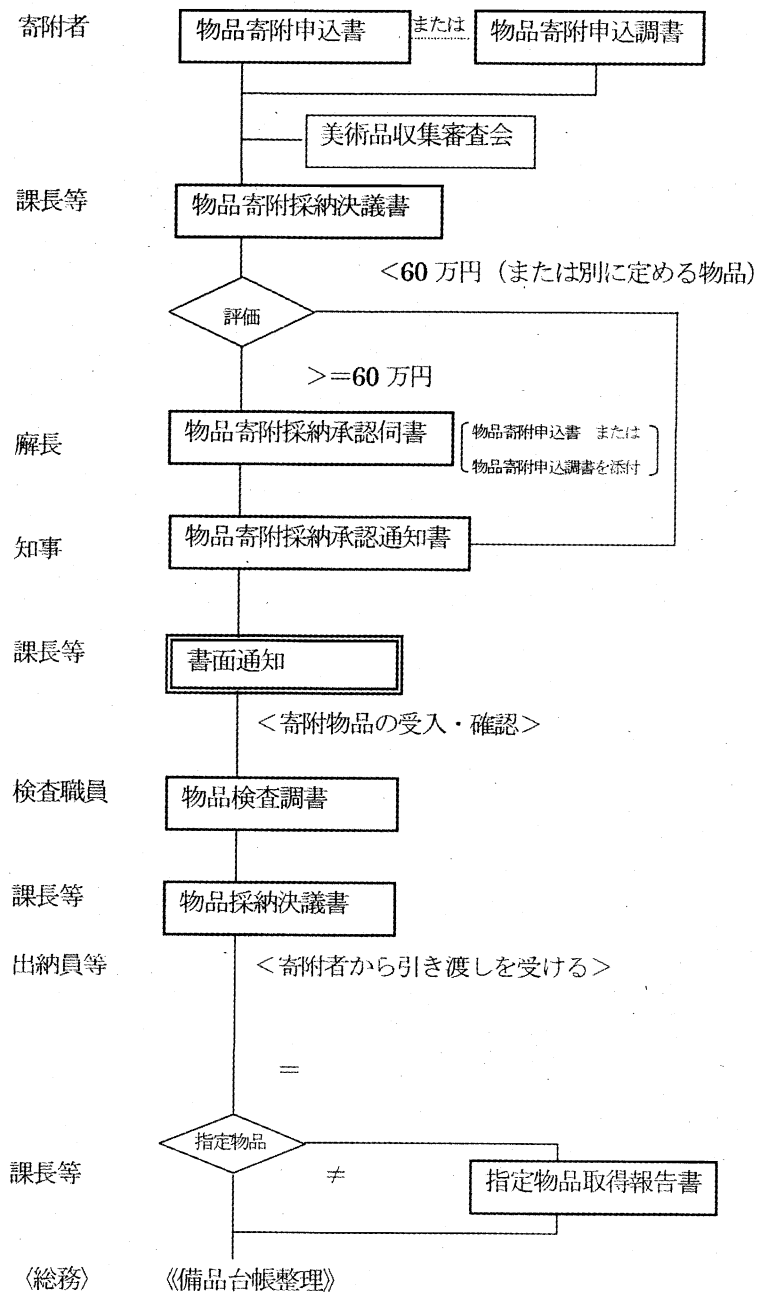 寄附者
物品寄附申込書 または 物品寄附申込調書
美術品収集審査会
課長等
物品寄附採納決議書
<60万円(または別に定める物品)
評価
>=60万円
廨長
物品寄附採納承認伺書
物品寄附申込書 または
物品寄附申込調書を添付
知事
物品寄附採納承認通知書
課長等
書面通知
<寄附物品の受入・確認>
検査職員
物品検査調書
課長等
物品採納決議書
出納員等
<寄附者から引き渡しを受ける>
=
指定物品
課長等
≠
指定物品取得報告書
〈総務〉 《備品台帳整理》